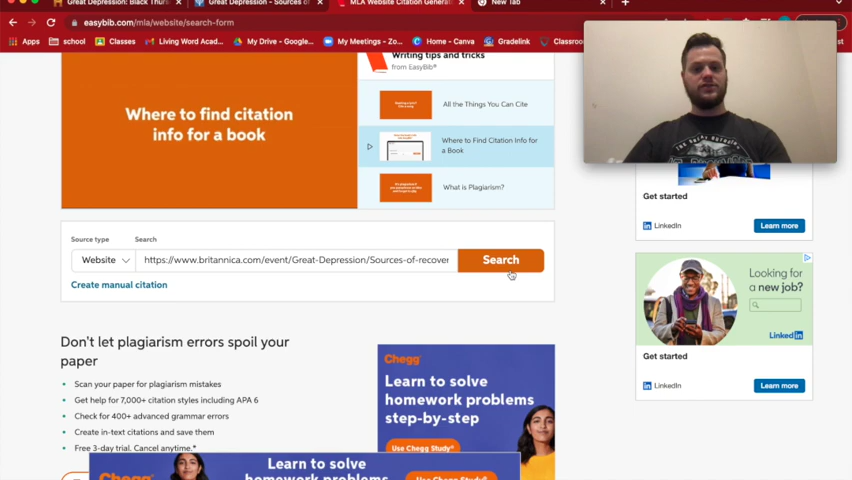 Great Depression: Black Thurs
Great Depression - Sources of
MLA Website Citation Generat
New Tab
easybib.com/mla/website/search-form
Apps school Classes Living Word Acad... My Drive - Google... My Meetings - Zo... Home - Canva Gradelink Classroo
Where to find citation
info for a book
Writing tips and tricks
from EasyBib®
All the Things You Can Cite
Where to Find Citation Info for
a Book
What is Plagiarism?
Source type Search
Website https://www.britannica.com/event/Great-Depression/Sources-of-recover Search
Create manual citation
Don't let plagiarism errors spoil your
paper
Scan your paper for plagiarism mistakes
Get help for 7,000+ citation styles including APA 6
Check for 400+ advanced grammar errors
Create in-text citations and save them
Free 3-day trial. Cancel anytime.*
Chegg
Learn to solve
homework problems
step-by-step
Use Chegg Study®
Chegg
Learn to solve
homework problems
Use Chegg Study®
Get started
LinkedIn Learn more
Looking for
a new job?
LinkedIn
Get started
LinkedIn Learn more